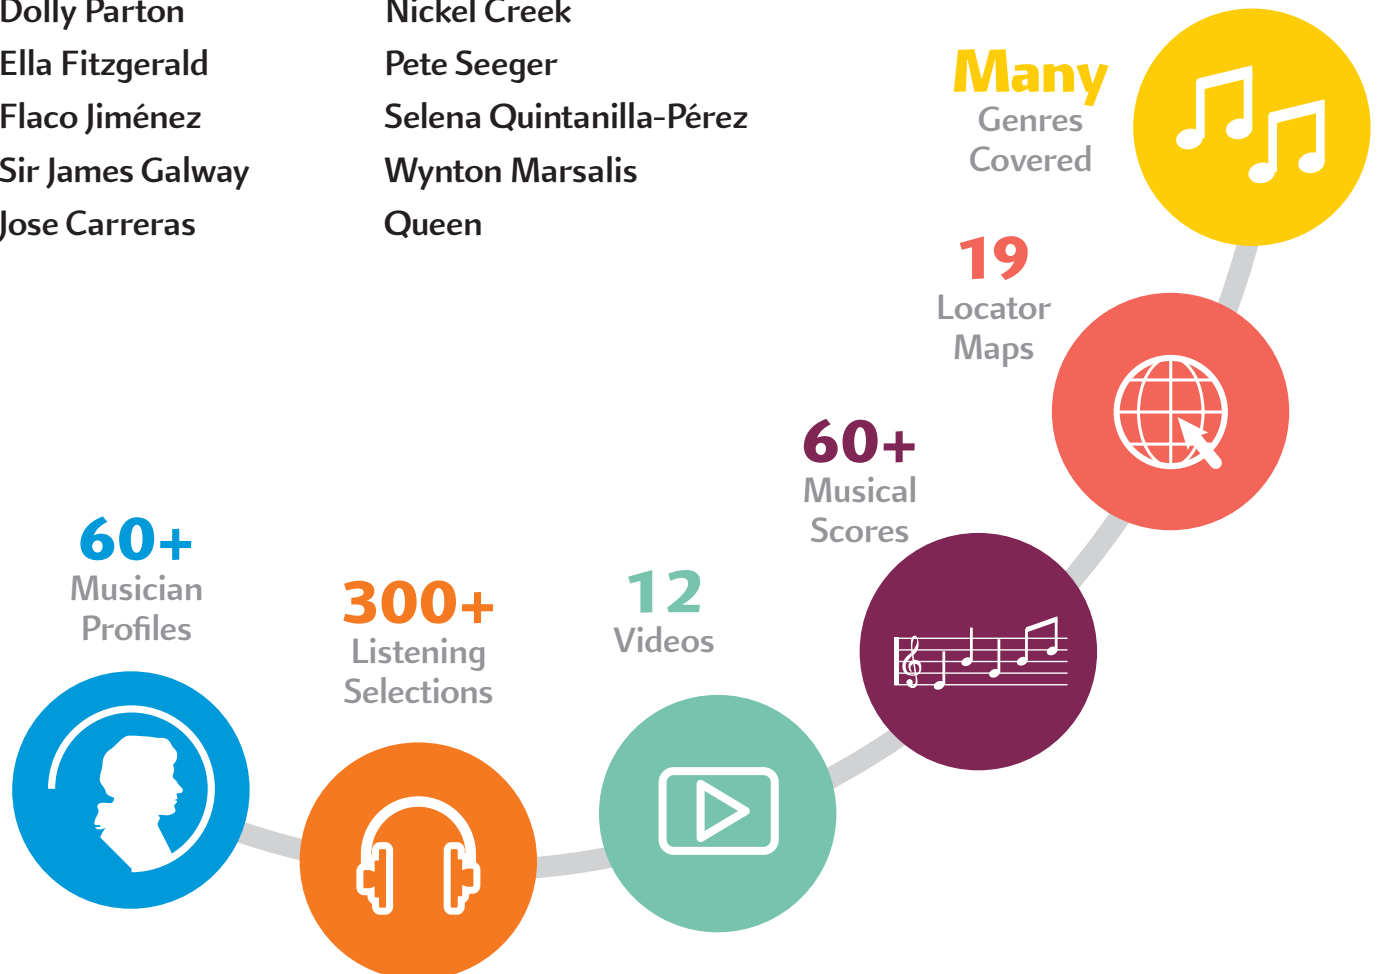 Dolly Parton
Ella Fitzgerald
Flaco Jiménez
Sir James Galway
Jose Carreras
Nickel Creek
Pete Seeger
Selena Quintanilla-Pérez
Wynton Marsalis
Queen
Many
Genres
Covered
19
Locator
Maps
60+
Musical
Scores
60+
Musician
Profiles
300+
Listening
Selections
12
Videos